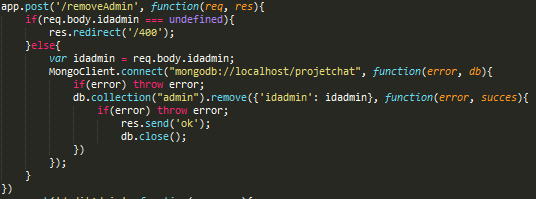 app.post('/removeAdmin', function(req, res){
    if(req.body.idadmin === undefined){
        res.redirect('/400');
    }else{
        var idadmin = req.body.idadmin;
        MongoClient.connect("mongodb://localhost/projetchat", function(error, db){
            if(error) throw error;
            db.collection("admin").remove({'idadmin': idadmin}, function(error, succes){
                if(error) throw error;
                res.send('ok');
                db.close();
            })
        });
    }
})